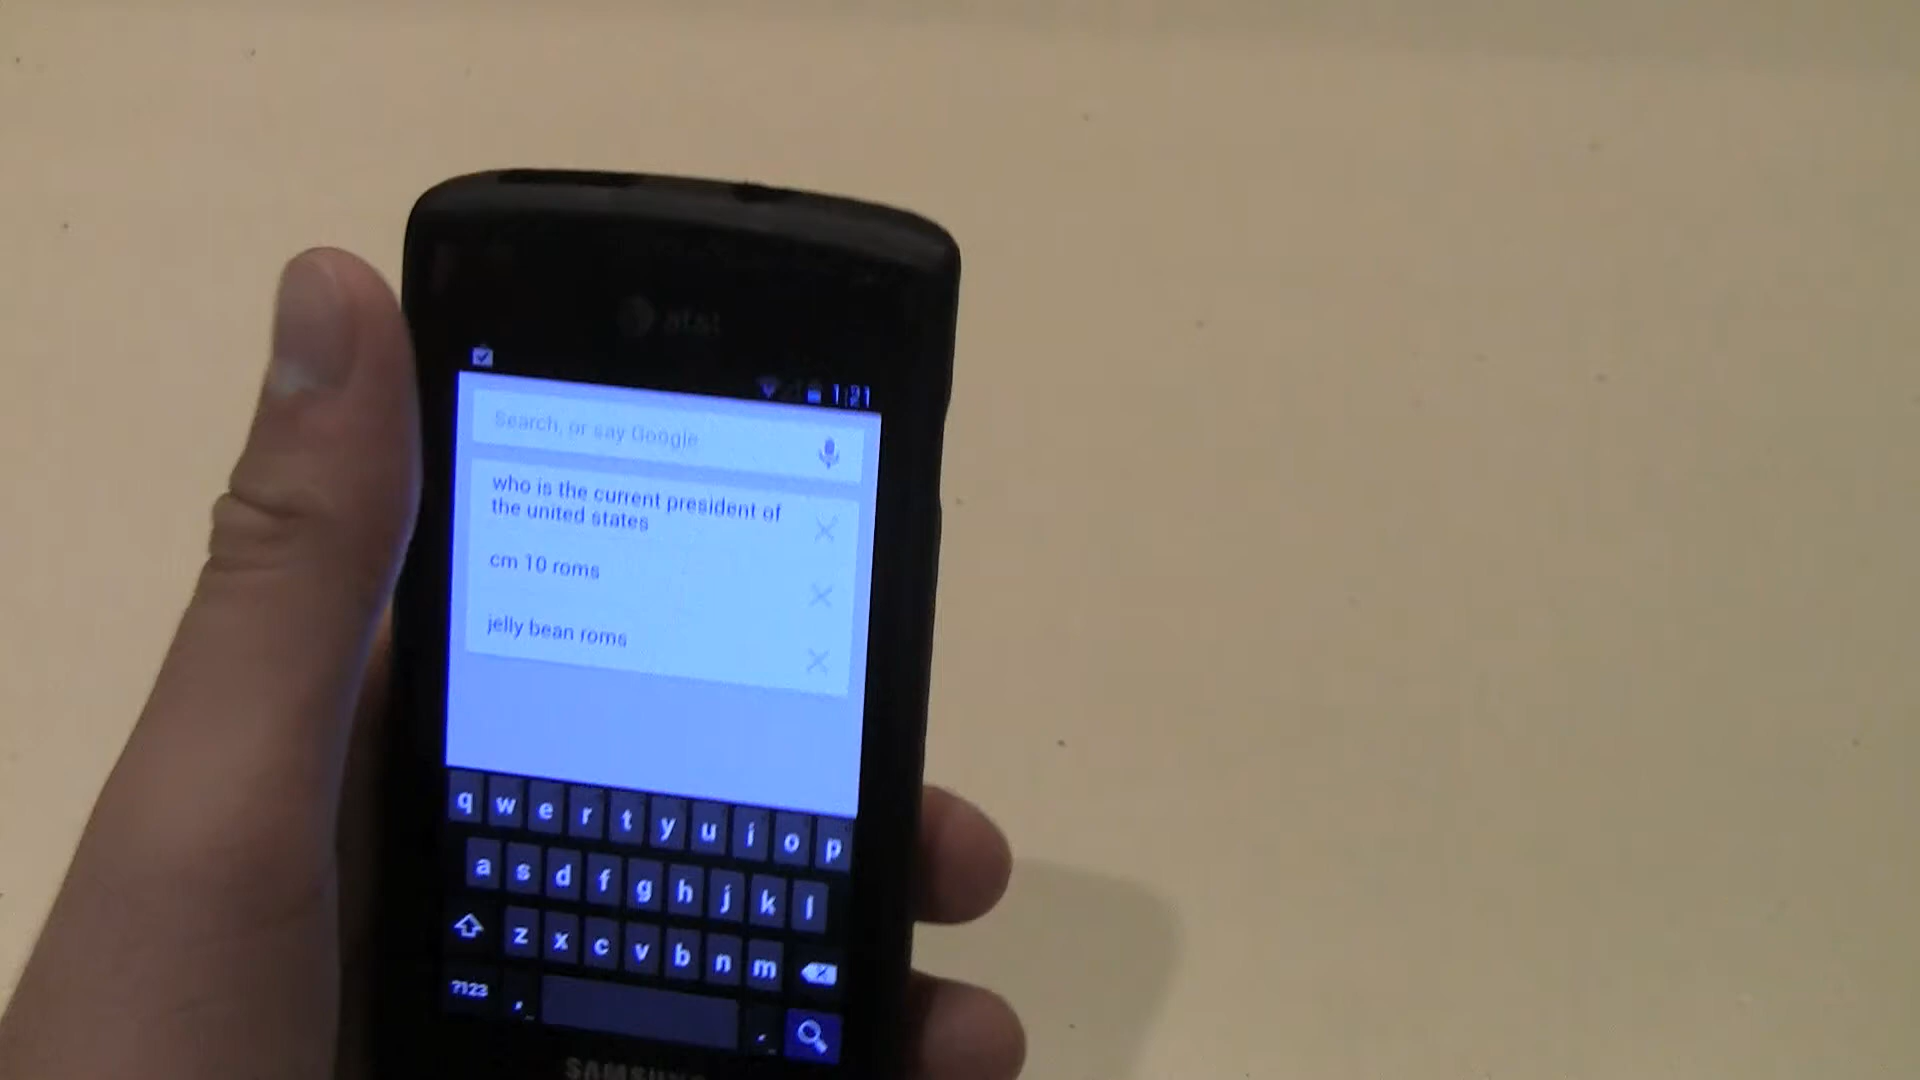 at&t
1:21
Search, or say Google
who is the current president of
the united states
cm 10 roms
jelly bean roms
q w e r t y u i o p
a s d f g h j k l
z x c v b n m
?123 , .
SAMSUNG